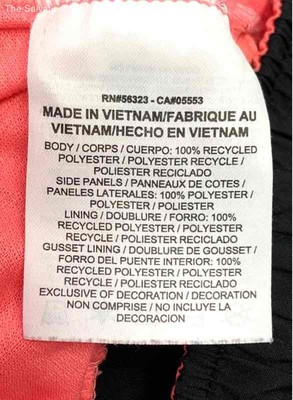 The Sal
RN#56323 - CA#05553
MADE IN VIETNAM/FABRIQUE AU
VIETNAM/HECHO EN VIETNAM
BODY / CORPS / CUERPO: 100% RECYCLED
POLYESTER / POLYESTER RECYCLE /
POLIESTER RECICLADO
SIDE PANELS / PANNEAUX DE COTES /
PANELES LATERALES: 100% POLYESTER /
POLYESTER / POLIESTER
LINING / DOUBLURE / FORRO: 100%
RECYCLED POLYESTER / POLYESTER
RECYCLE / POLIESTER RECICLADO
GUSSET LINING / DOUBLURE DE GOUSSET /
FORRO DEL PUENTE INTERIOR: 100%
RECYCLED POLYESTER / POLYESTER
RECYCLE / POLIESTER RECICLADO
EXCLUSIVE OF DECORATION / DECORATION
NON COMPRISE / NO INCLUYE LA
DECORACION